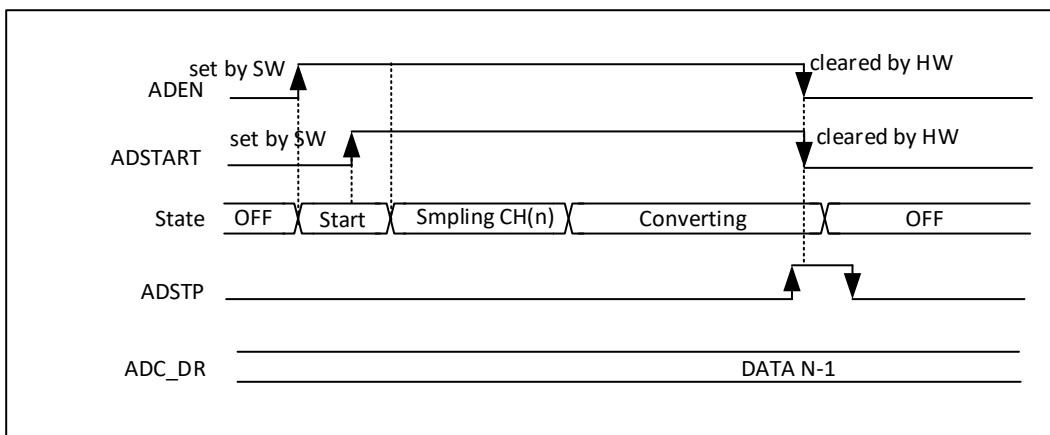 set by SW cleared by HW
ADEN
set by SW cleared by HW
ADSTART
State OFF Start Smpling CH(n) Converting OFF
ADSTP
ADC_DR DATA N-1